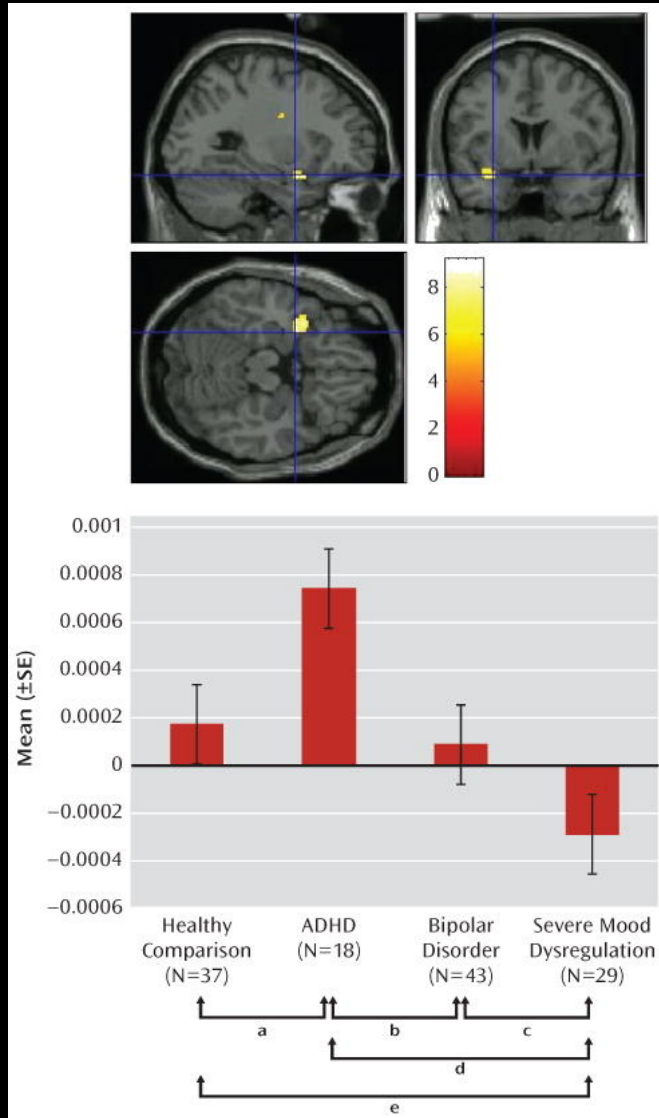 8
6
4
2
0
0.001
0.0008
0.0006
0.0004
0.0002
0
−0.0002
−0.0004
−0.0006
Mean (±SE)
Healthy
Comparison
(N=37)
ADHD
(N=18)
Bipolar
Disorder
(N=43)
Severe Mood
Dysregulation
(N=29)
a
b
c
d
e